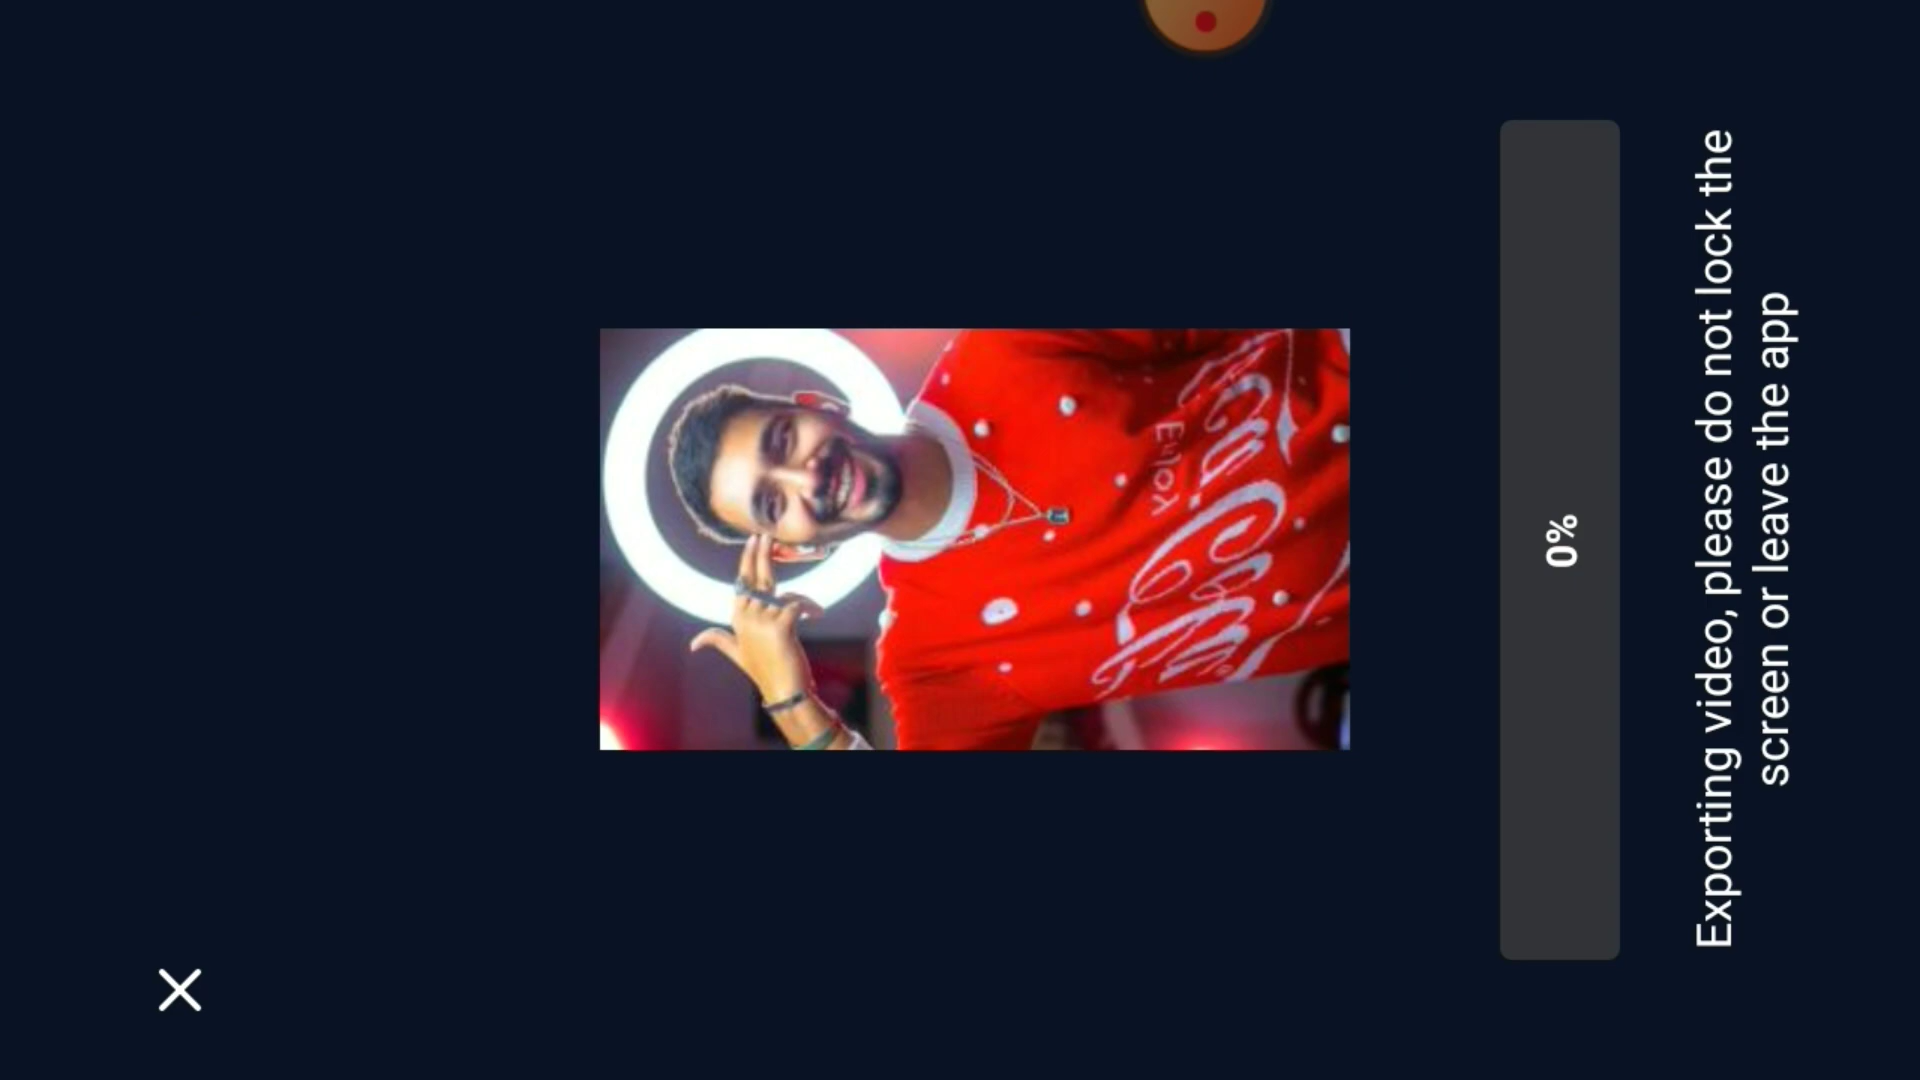 Enjoy
Coca-Cola
0%
Exporting video, please do not lock the
screen or leave the app